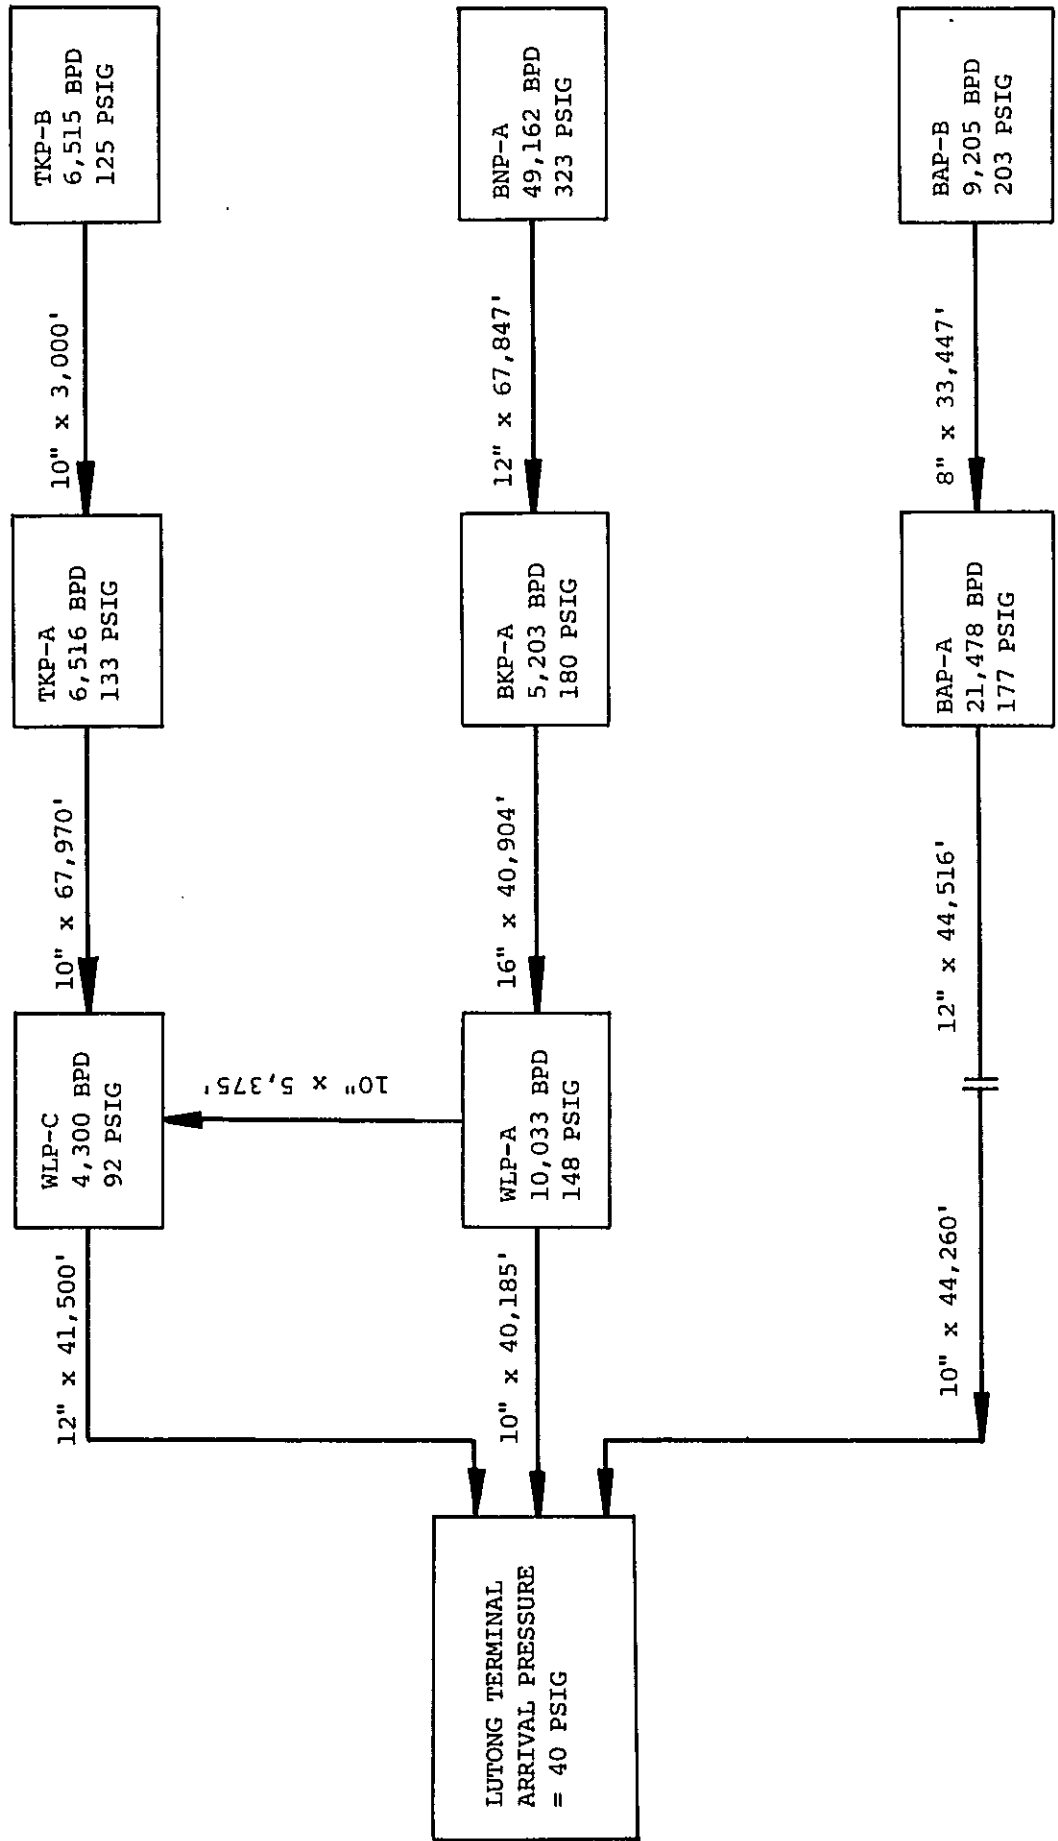 TKP-B
6,515 BPD
125 PSIG
10" x 3,000'
TKP-A
6,516 BPD
133 PSIG
10" x 67,970'
WLP-C
4,300 BPD
92 PSIG
12" x 41,500'
BNP-A
49,162 BPD
323 PSIG
12" x 67,847'
BKP-A
5,203 BPD
180 PSIG
16" x 40,904'
10" x 5,375'
WLP-A
10,033 BPD
148 PSIG
10" x 40,185'
BAP-B
9,205 BPD
203 PSIG
8" x 33,447'
BAP-A
21,478 BPD
177 PSIG
12" x 44,516'
10" x 44,260'
LUTONG TERMINAL
ARRIVAL PRESSURE
= 40 PSIG